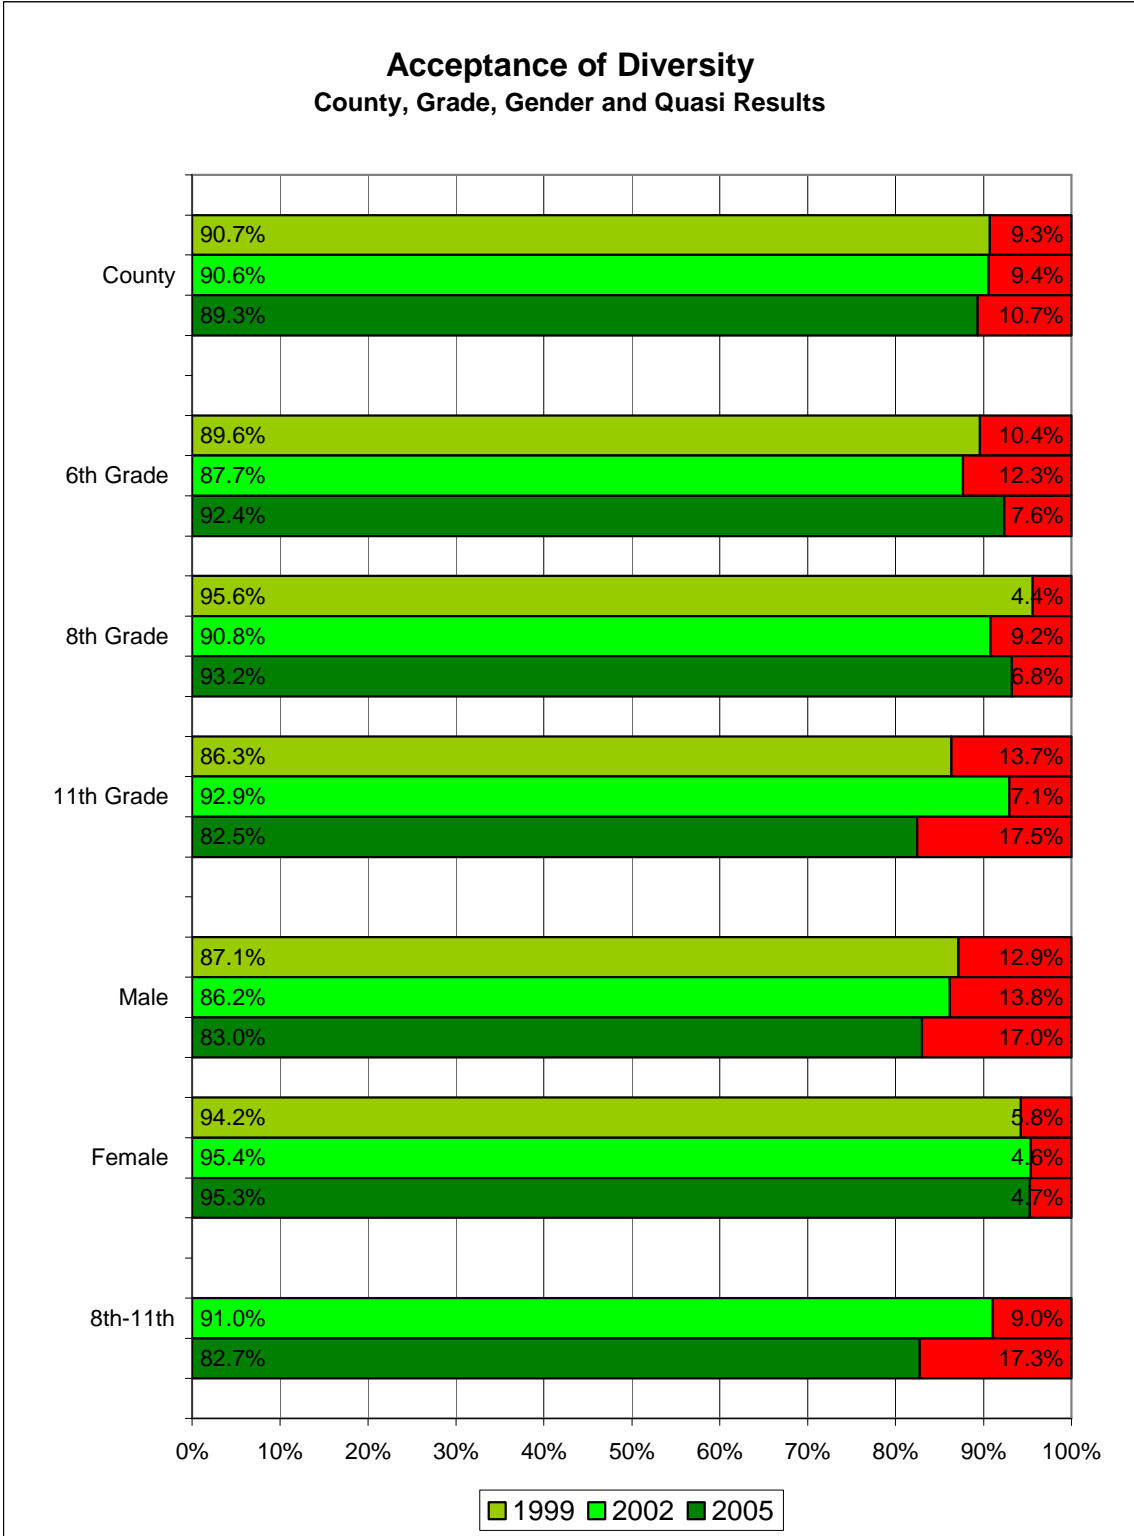 Acceptance of Diversity
County, Grade, Gender and Quasi Results
90.7% 9.3%
County 90.6% 9.4%
89.3% 10.7%
89.6% 10.4%
6th Grade 87.7% 12.3%
92.4% 7.6%
95.6% 4.4%
8th Grade 90.8% 9.2%
93.2% 6.8%
86.3% 13.7%
11th Grade 92.9% 7.1%
82.5% 17.5%
87.1% 12.9%
Male 86.2% 13.8%
83.0% 17.0%
94.2% 5.8%
Female 95.4% 4.6%
95.3% 4.7%
8th-11th 91.0% 9.0%
82.7% 17.3%
0% 10% 20% 30% 40% 50% 60% 70% 80% 90% 100%
1999 2002 2005